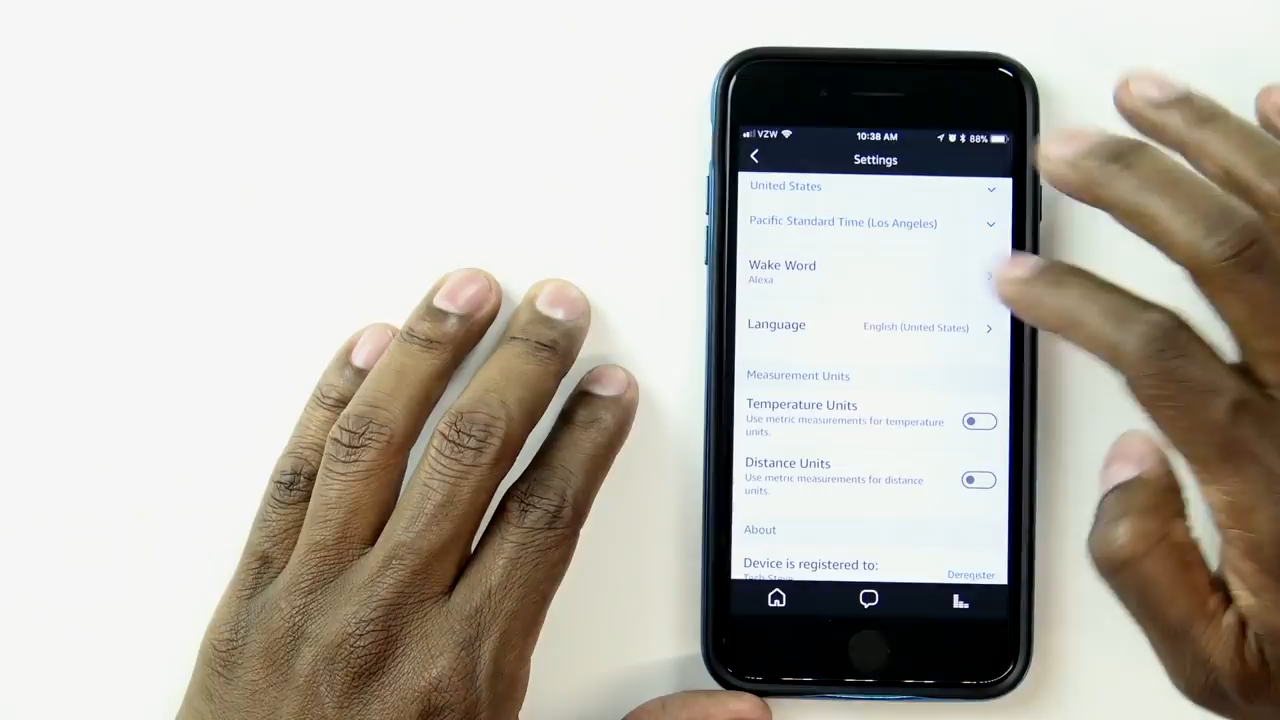 VZW 10:38 AM 88%
Settings
United States
Pacific Standard Time (Los Angeles)
Wake Word
Alexa
Language English (United States)
Measurement Units
Temperature Units
Use metric measurements for temperature
units.
Distance Units
Use metric measurements for distance
units.
About
Device is registered to:
Deregister
Tech Steve